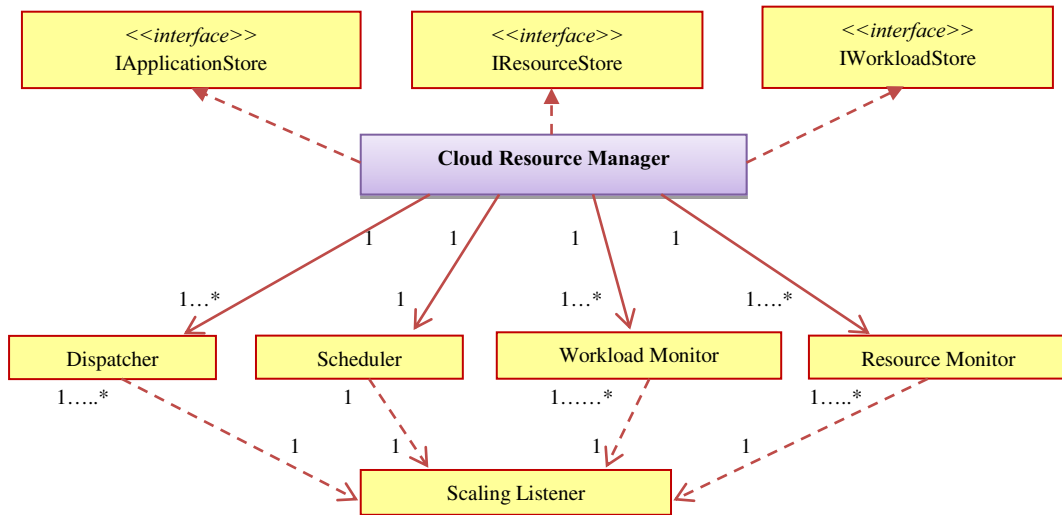 <<interface>>
IApplicationStore
<<interface>>
IResourceStore
<<interface>>
IWorkloadStore
Cloud Resource Manager
1
1
1
1
1…*
1
1…*
1….*
Dispatcher
Scheduler
Workload Monitor
Resource Monitor
1…..*
1
1……*
1…..*
1
1
1
1
Scaling Listener